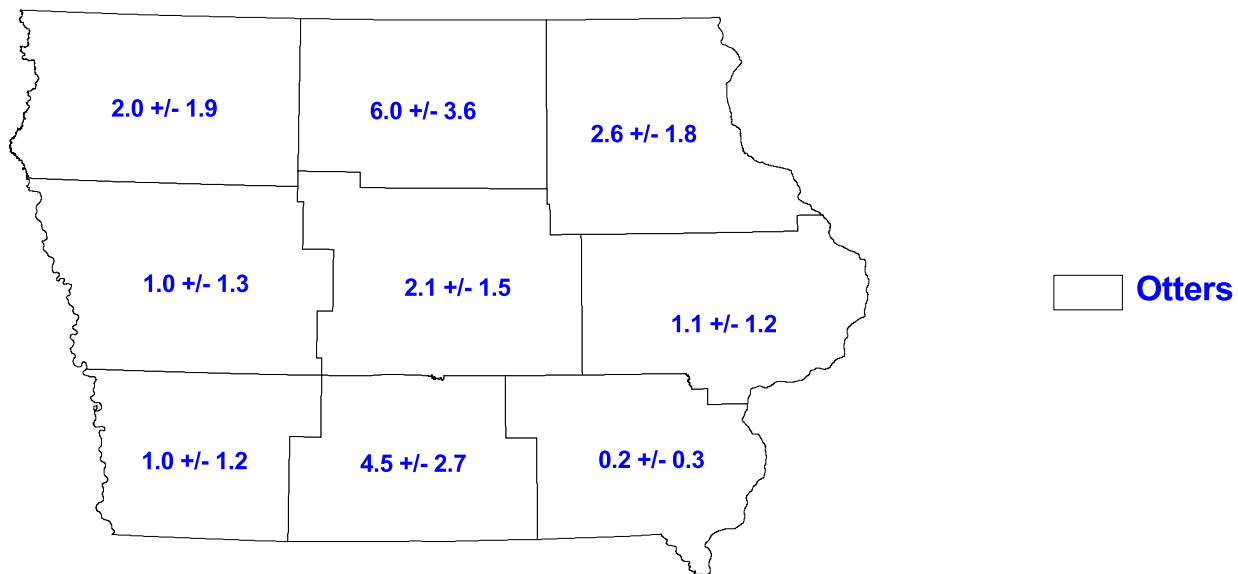 2.0 +/- 1.9
6.0 +/- 3.6
2.6 +/- 1.8
1.0 +/- 1.3
2.1 +/- 1.5
1.1 +/- 1.2
1.0 +/- 1.2
4.5 +/- 2.7
0.2 +/- 0.3
Otters